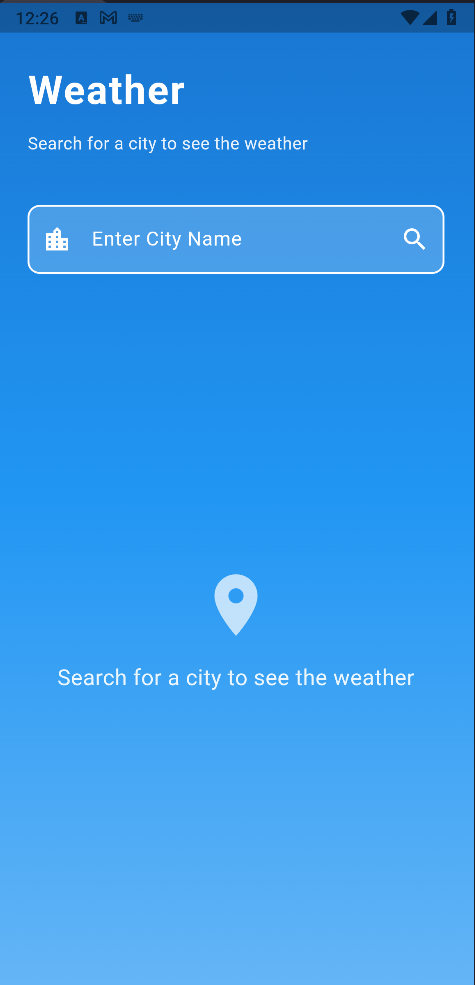 12:26
Weather
Search for a city to see the weather
Enter City Name
Search for a city to see the weather